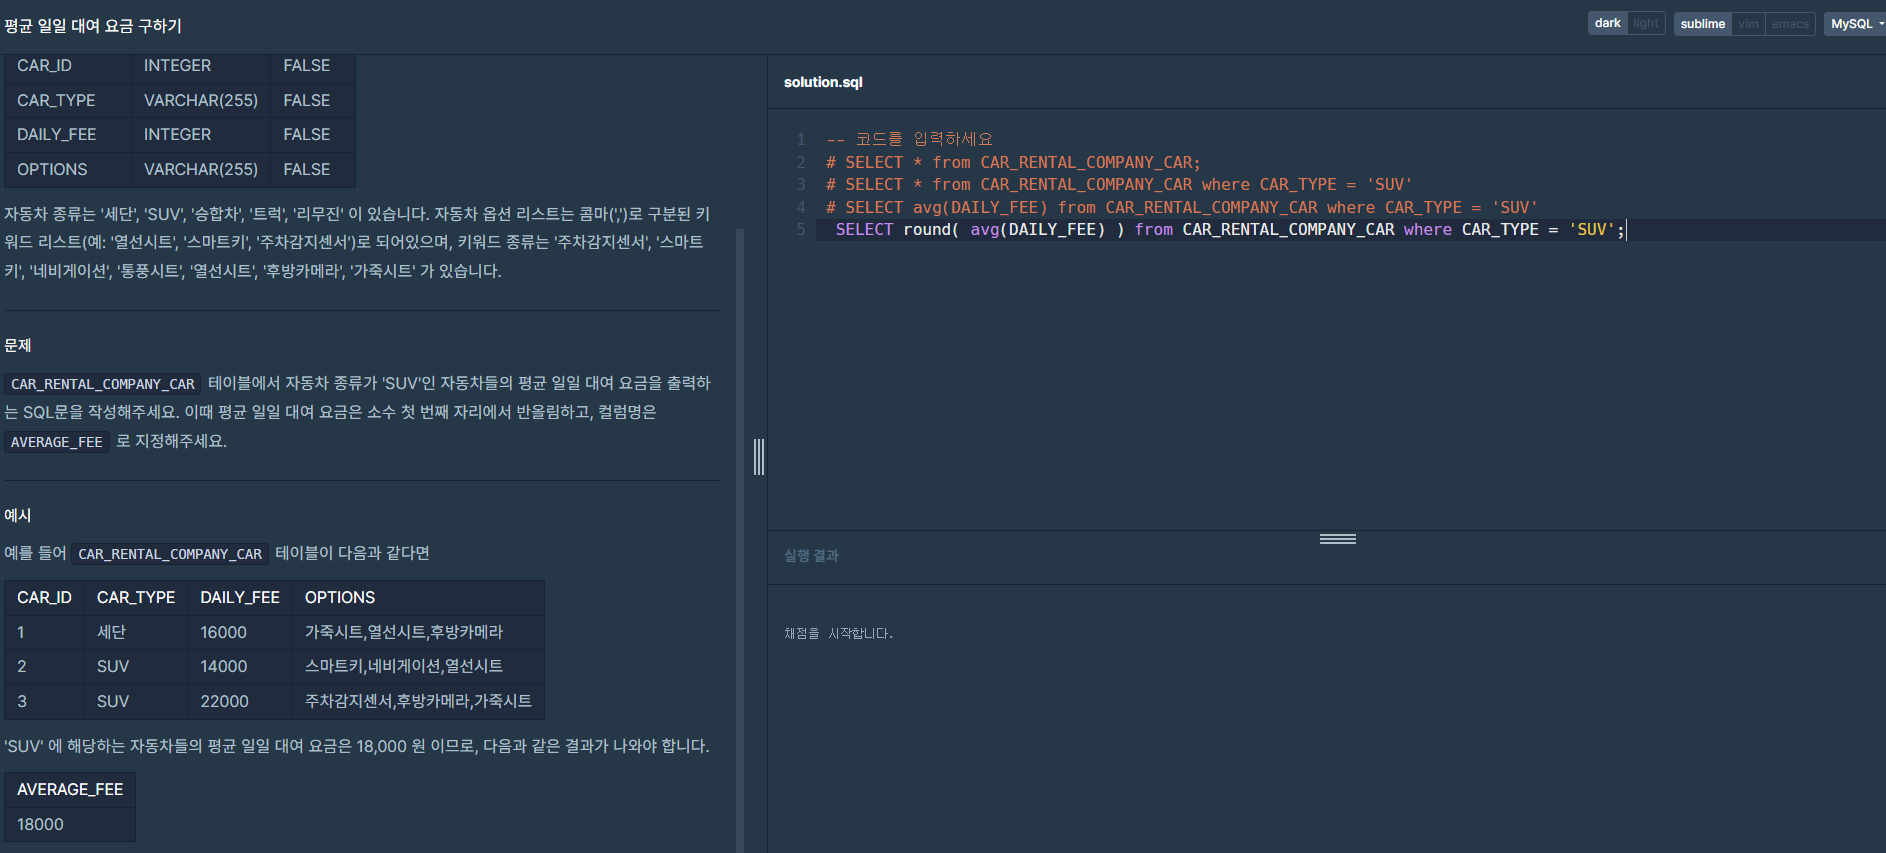 평균 일일 대여 요금 구하기
dark light sublime vim emacs MySQL
CAR_ID INTEGER FALSE
CAR_TYPE VARCHAR(255) FALSE
DAILY_FEE INTEGER FALSE
OPTIONS VARCHAR(255) FALSE
자동차 종류는 '세단', 'SUV', '승합차', '트럭', '리무진' 이 있습니다. 자동차 옵션 리스트는 콤마(',')로 구분된 키
워드 리스트(예: '열선시트', '스마트키', '주차감지센서')로 되어있으며, 키워드 종류는 '주차감지센서', '스마트
키', '네비게이션', '통풍시트', '열선시트', '후방카메라', '가죽시트' 가 있습니다.
문제
CAR_RENTAL_COMPANY_CAR 테이블에서 자동차 종류가 'SUV'인 자동차들의 평균 일일 대여 요금을 출력하
는 SQL문을 작성해주세요. 이때 평균 일일 대여 요금은 소수 첫 번째 자리에서 반올림하고, 컬럼명은
AVERAGE_FEE 로 지정해주세요.
예시
예를 들어 CAR_RENTAL_COMPANY_CAR 테이블이 다음과 같다면
CAR_ID CAR_TYPE DAILY_FEE OPTIONS
1 세단 16000 가죽시트,열선시트,후방카메라
2 SUV 14000 스마트키,네비게이션,열선시트
3 SUV 22000 주차감지센서,후방카메라,가죽시트
'SUV' 에 해당하는 자동차들의 평균 일일 대여 요금은 18,000 원 이므로, 다음과 같은 결과가 나와야 합니다.
AVERAGE_FEE
18000
solution.sql
1 -- 코드를 입력하세요
2 # SELECT * from CAR_RENTAL_COMPANY_CAR;
3 # SELECT * from CAR_RENTAL_COMPANY_CAR where CAR_TYPE = 'SUV'
4 # SELECT avg(DAILY_FEE) from CAR_RENTAL_COMPANY_CAR where CAR_TYPE = 'SUV'
5 SELECT round( avg(DAILY_FEE) ) from CAR_RENTAL_COMPANY_CAR where CAR_TYPE = 'SUV';
실행 결과
채점을 시작합니다.